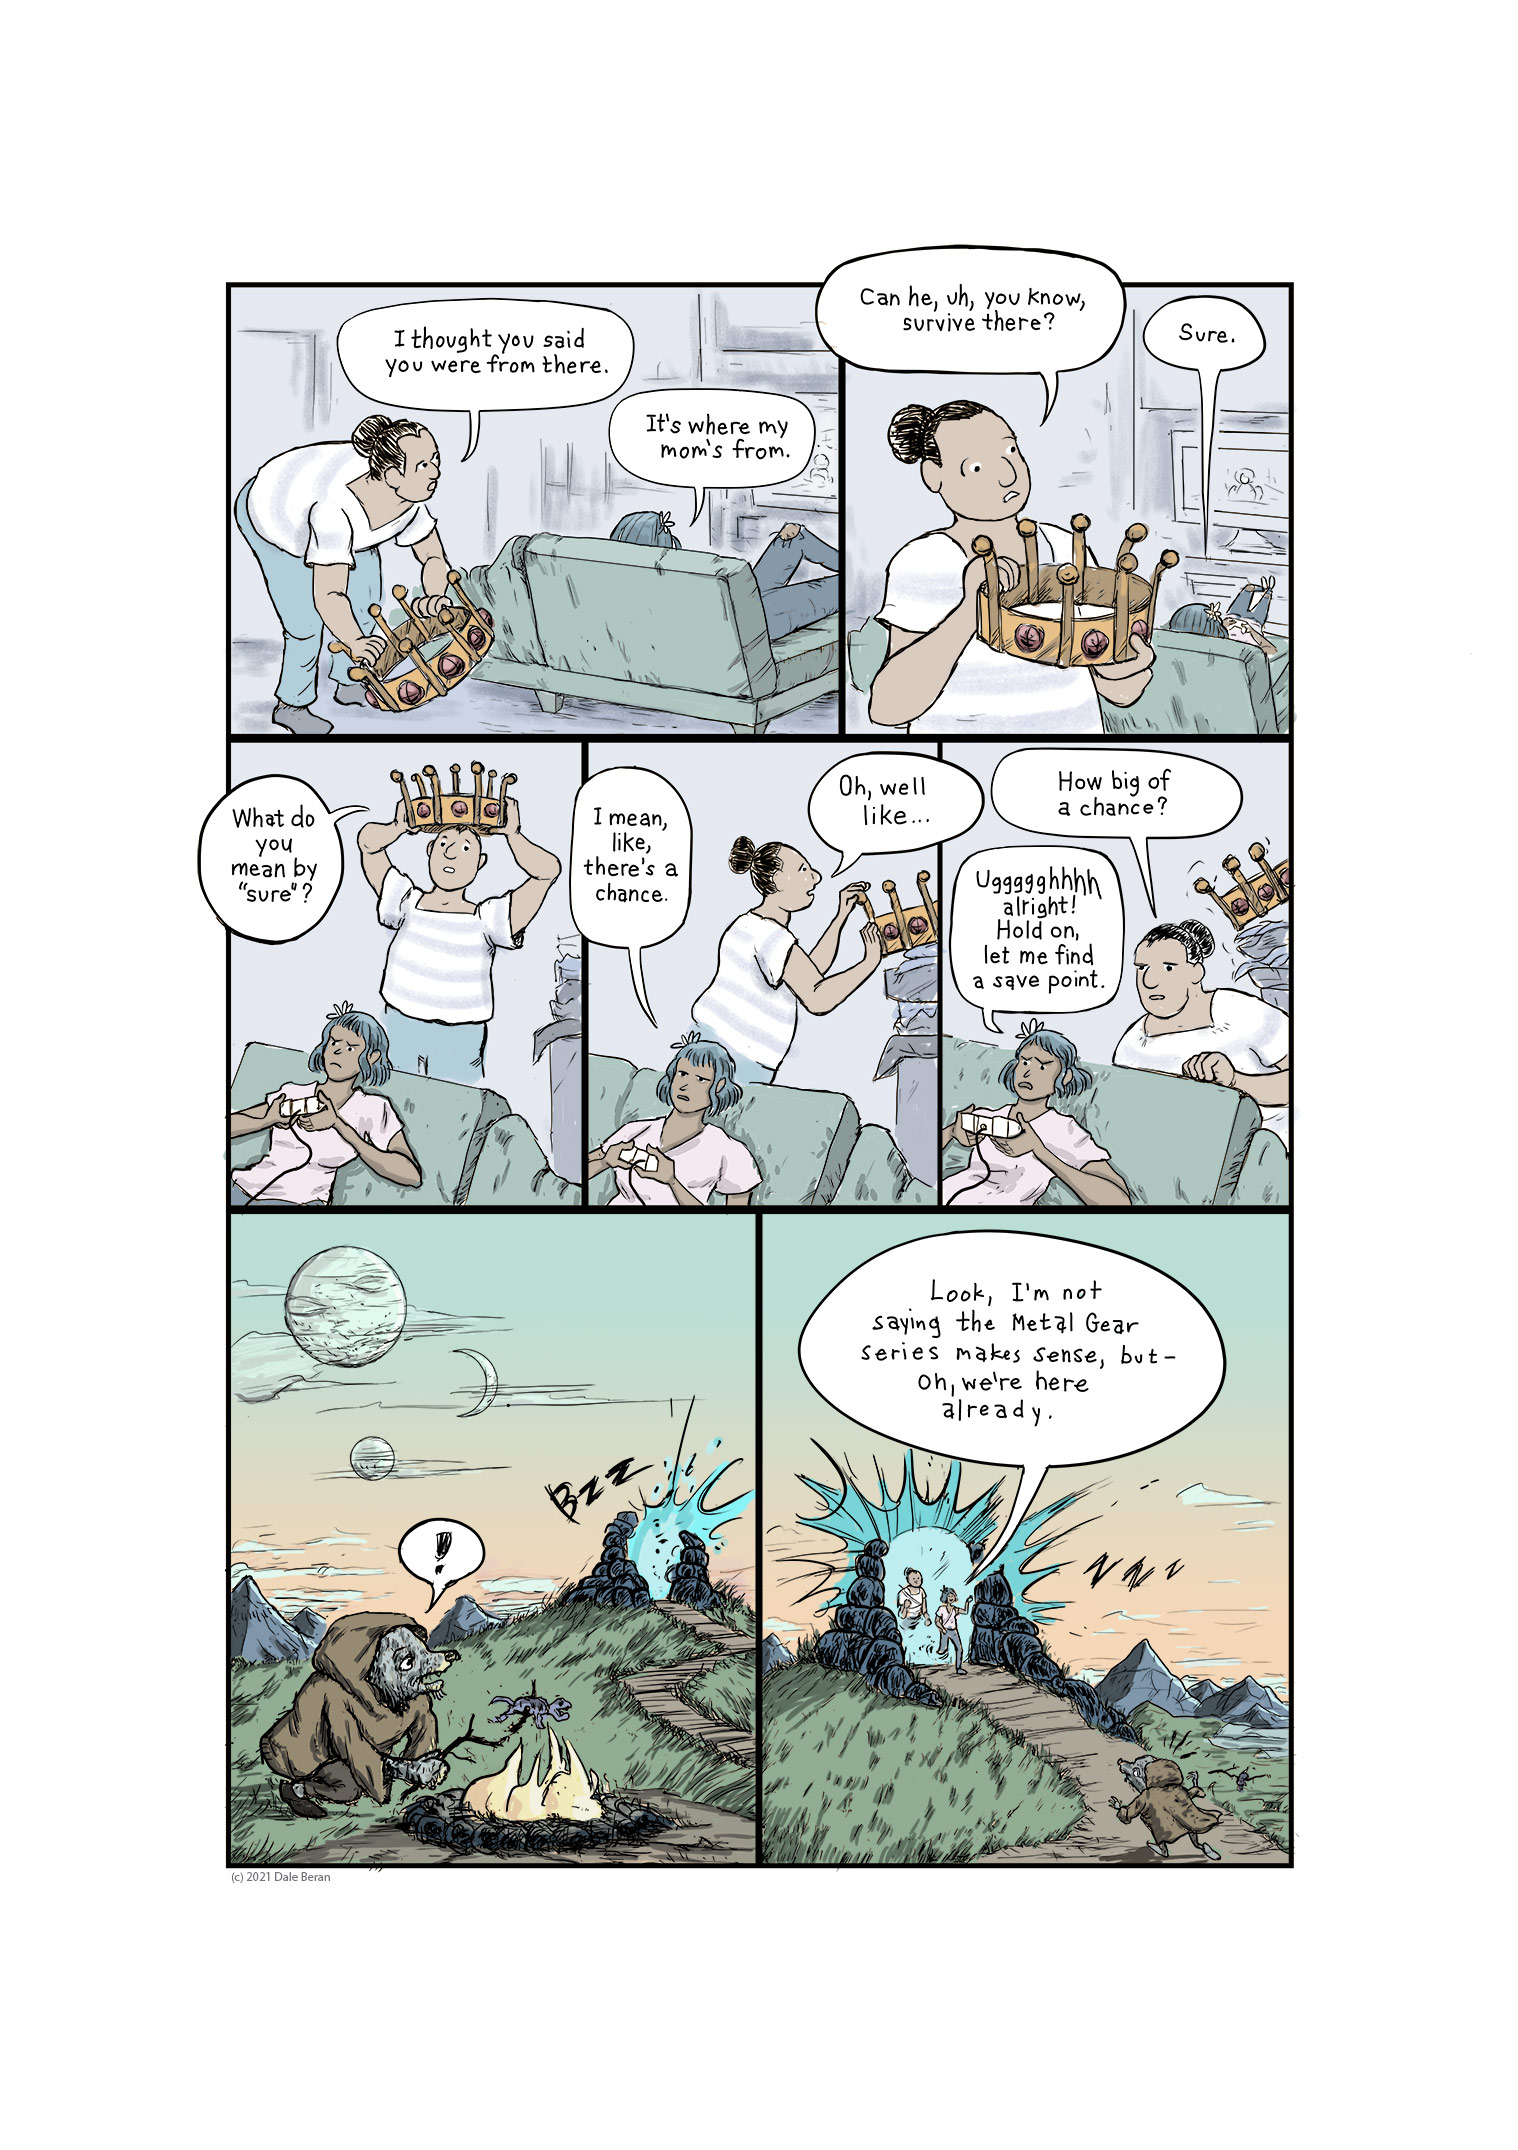 I thought you said
you were from there.
It's where my
mom's from.
Can he, uh, you know,
survive there?
Sure.
What do
you
mean by
"sure"?
I mean,
like,
there's a
chance.
Oh, well
like...
How big of
a chance?
Uggggghhhh
alright!
Hold on,
let me find
a save point.
!
Bzz
Look, I'm not
saying the Metal Gear
series makes sense, but-
Oh, we're here
already.
zzz
(c) 2021 Dale Beran